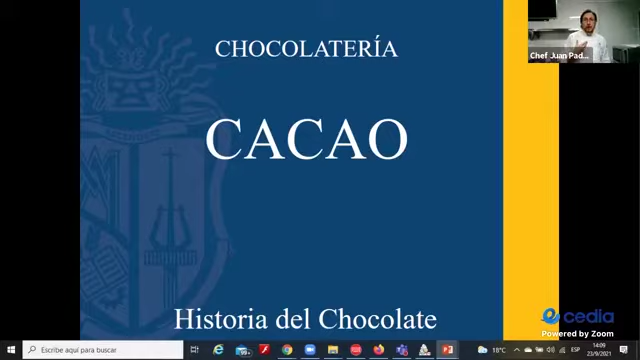 CHOCOLATERÍA
CACAO
Historia del Chocolate
Chef Juan Pad...
cedia
Powered by Zoom
Escribe aquí para buscar
99+
18°C
ESP
14:09
23/9/2021